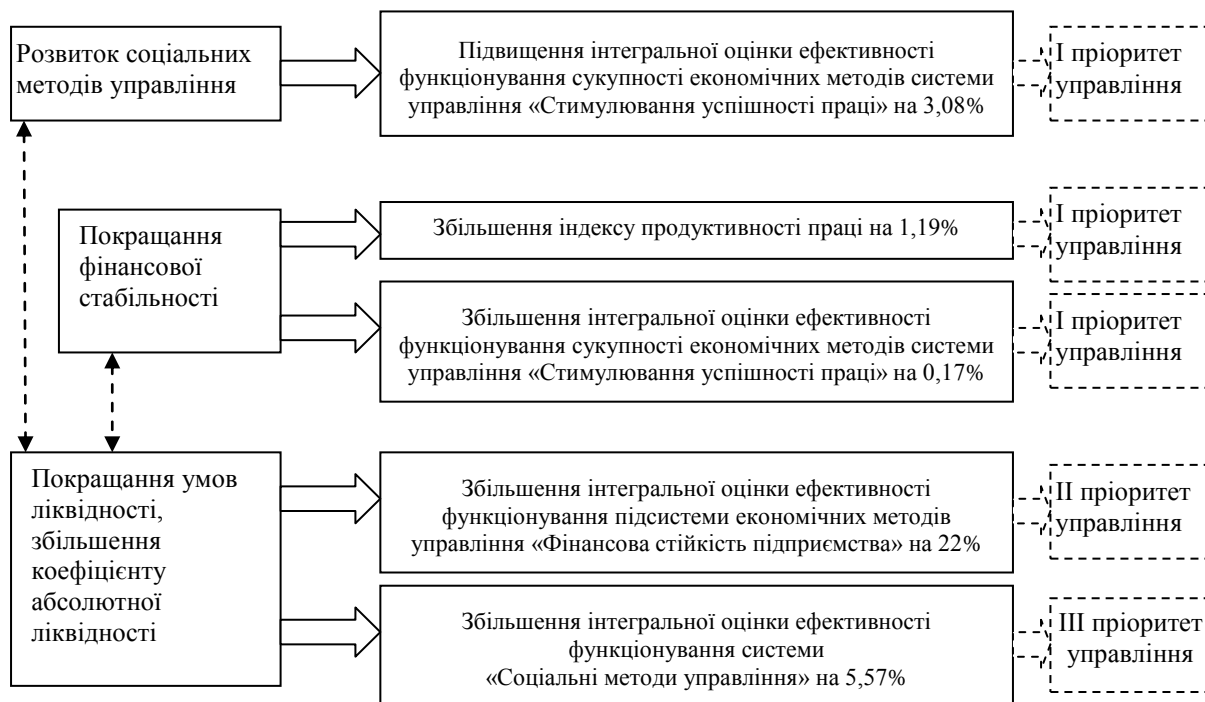 Розвиток соціальних
методів управління
Підвищення інтегральної оцінки ефективності
функціонування сукупності економічних методів системи
управління «Стимулювання успішності праці» на 3,08%
І пріоритет
управління
Покращання
фінансової
стабільності
Збільшення індексу продуктивності праці на 1,19%
І пріоритет
управління
Збільшення інтегральної оцінки ефективності
функціонування сукупності економічних методів системи
управління «Стимулювання успішності праці» на 0,17%
І пріоритет
управління
Покращання умов
ліквідності,
збільшення
коефіцієнту
абсолютної
ліквідності
Збільшення інтегральної оцінки ефективності
функціонування підсистеми економічних методів
управління «Фінансова стійкість підприємства» на 22%
ІІ пріоритет
управління
Збільшення інтегральної оцінки ефективності
функціонування системи
«Соціальні методи управління» на 5,57%
ІІІ пріоритет
управління